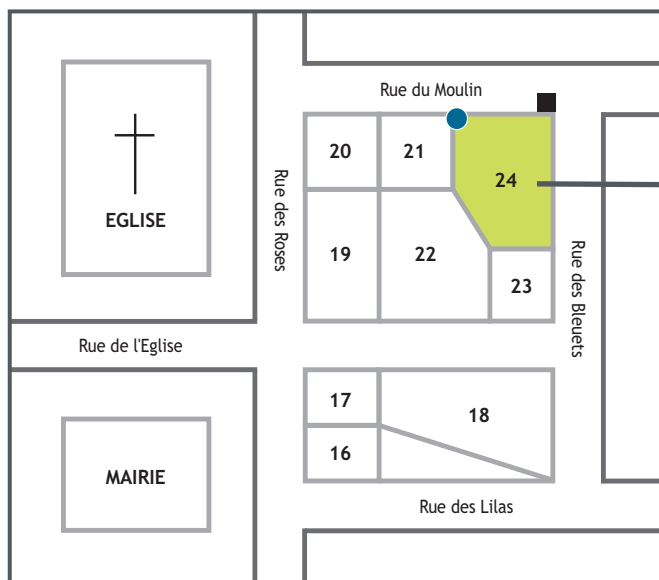 Rue du Moulin
20
21
24
EGLISE
Rue des Roses
19
22
23
Rue des Bleuets
Rue de l'Eglise
17
18
16
MAIRIE
Rue des Lilas